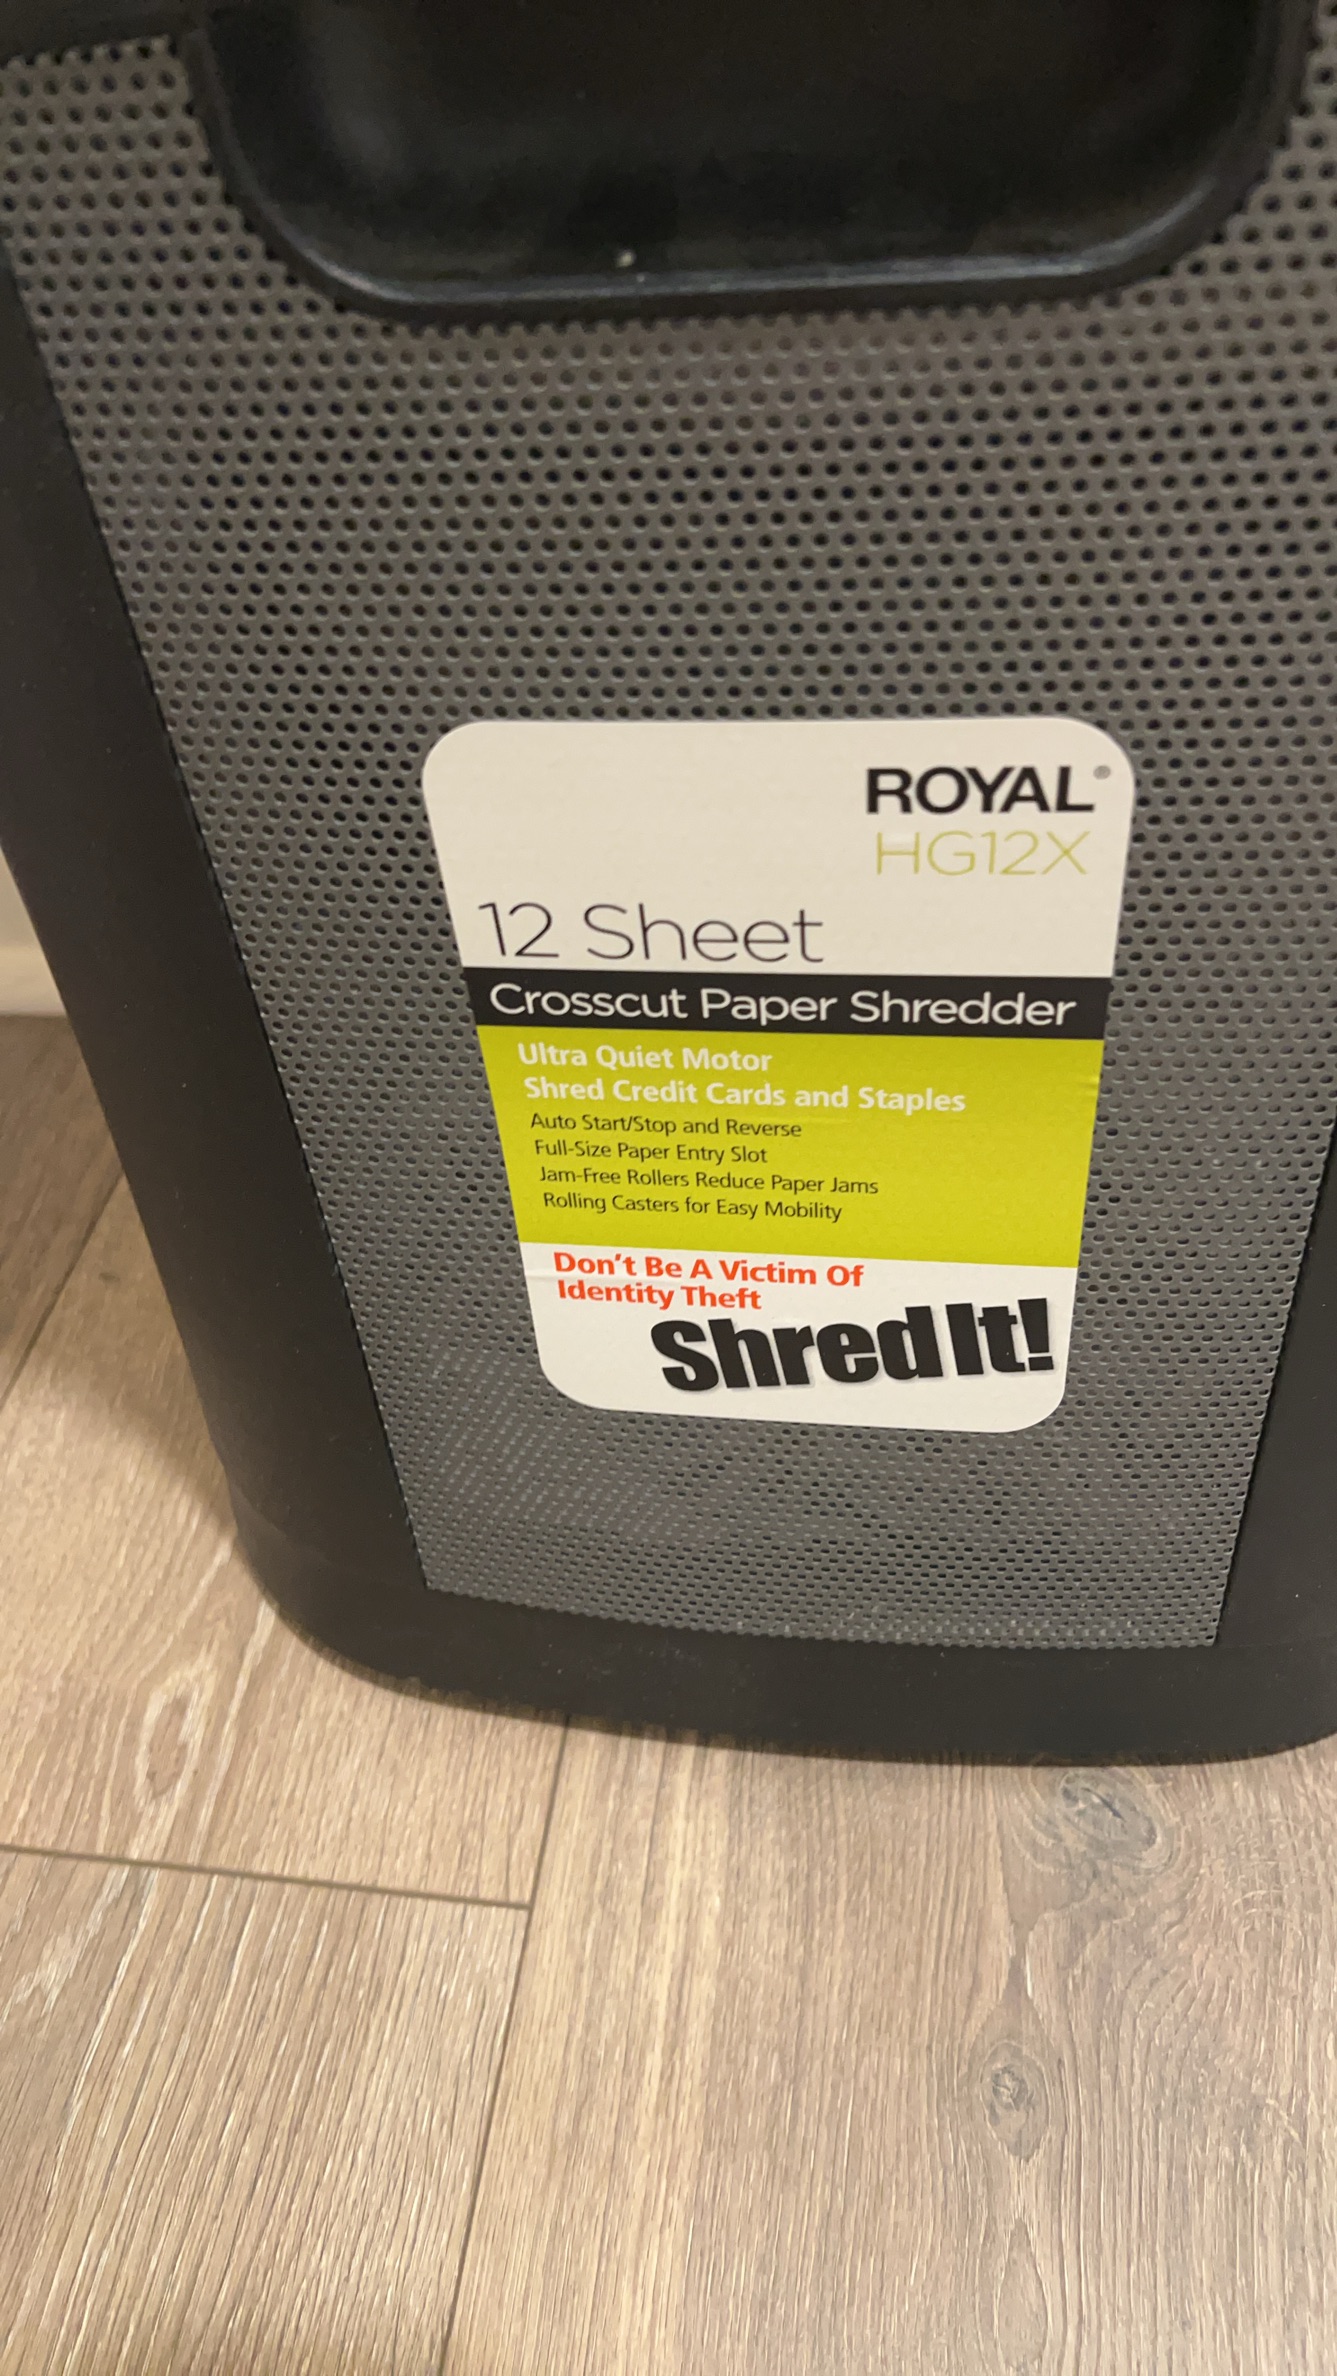 ROYAL®
HG12X
12 Sheet
Crosscut Paper Shredder
Ultra Quiet Motor
Shred Credit Cards and Staples
Auto Start/Stop and Reverse
Full-Size Paper Entry Slot
Jam-Free Rollers Reduce Paper Jams
Rolling Casters for Easy Mobility
Don't Be A Victim Of
Identity Theft
Shred It!